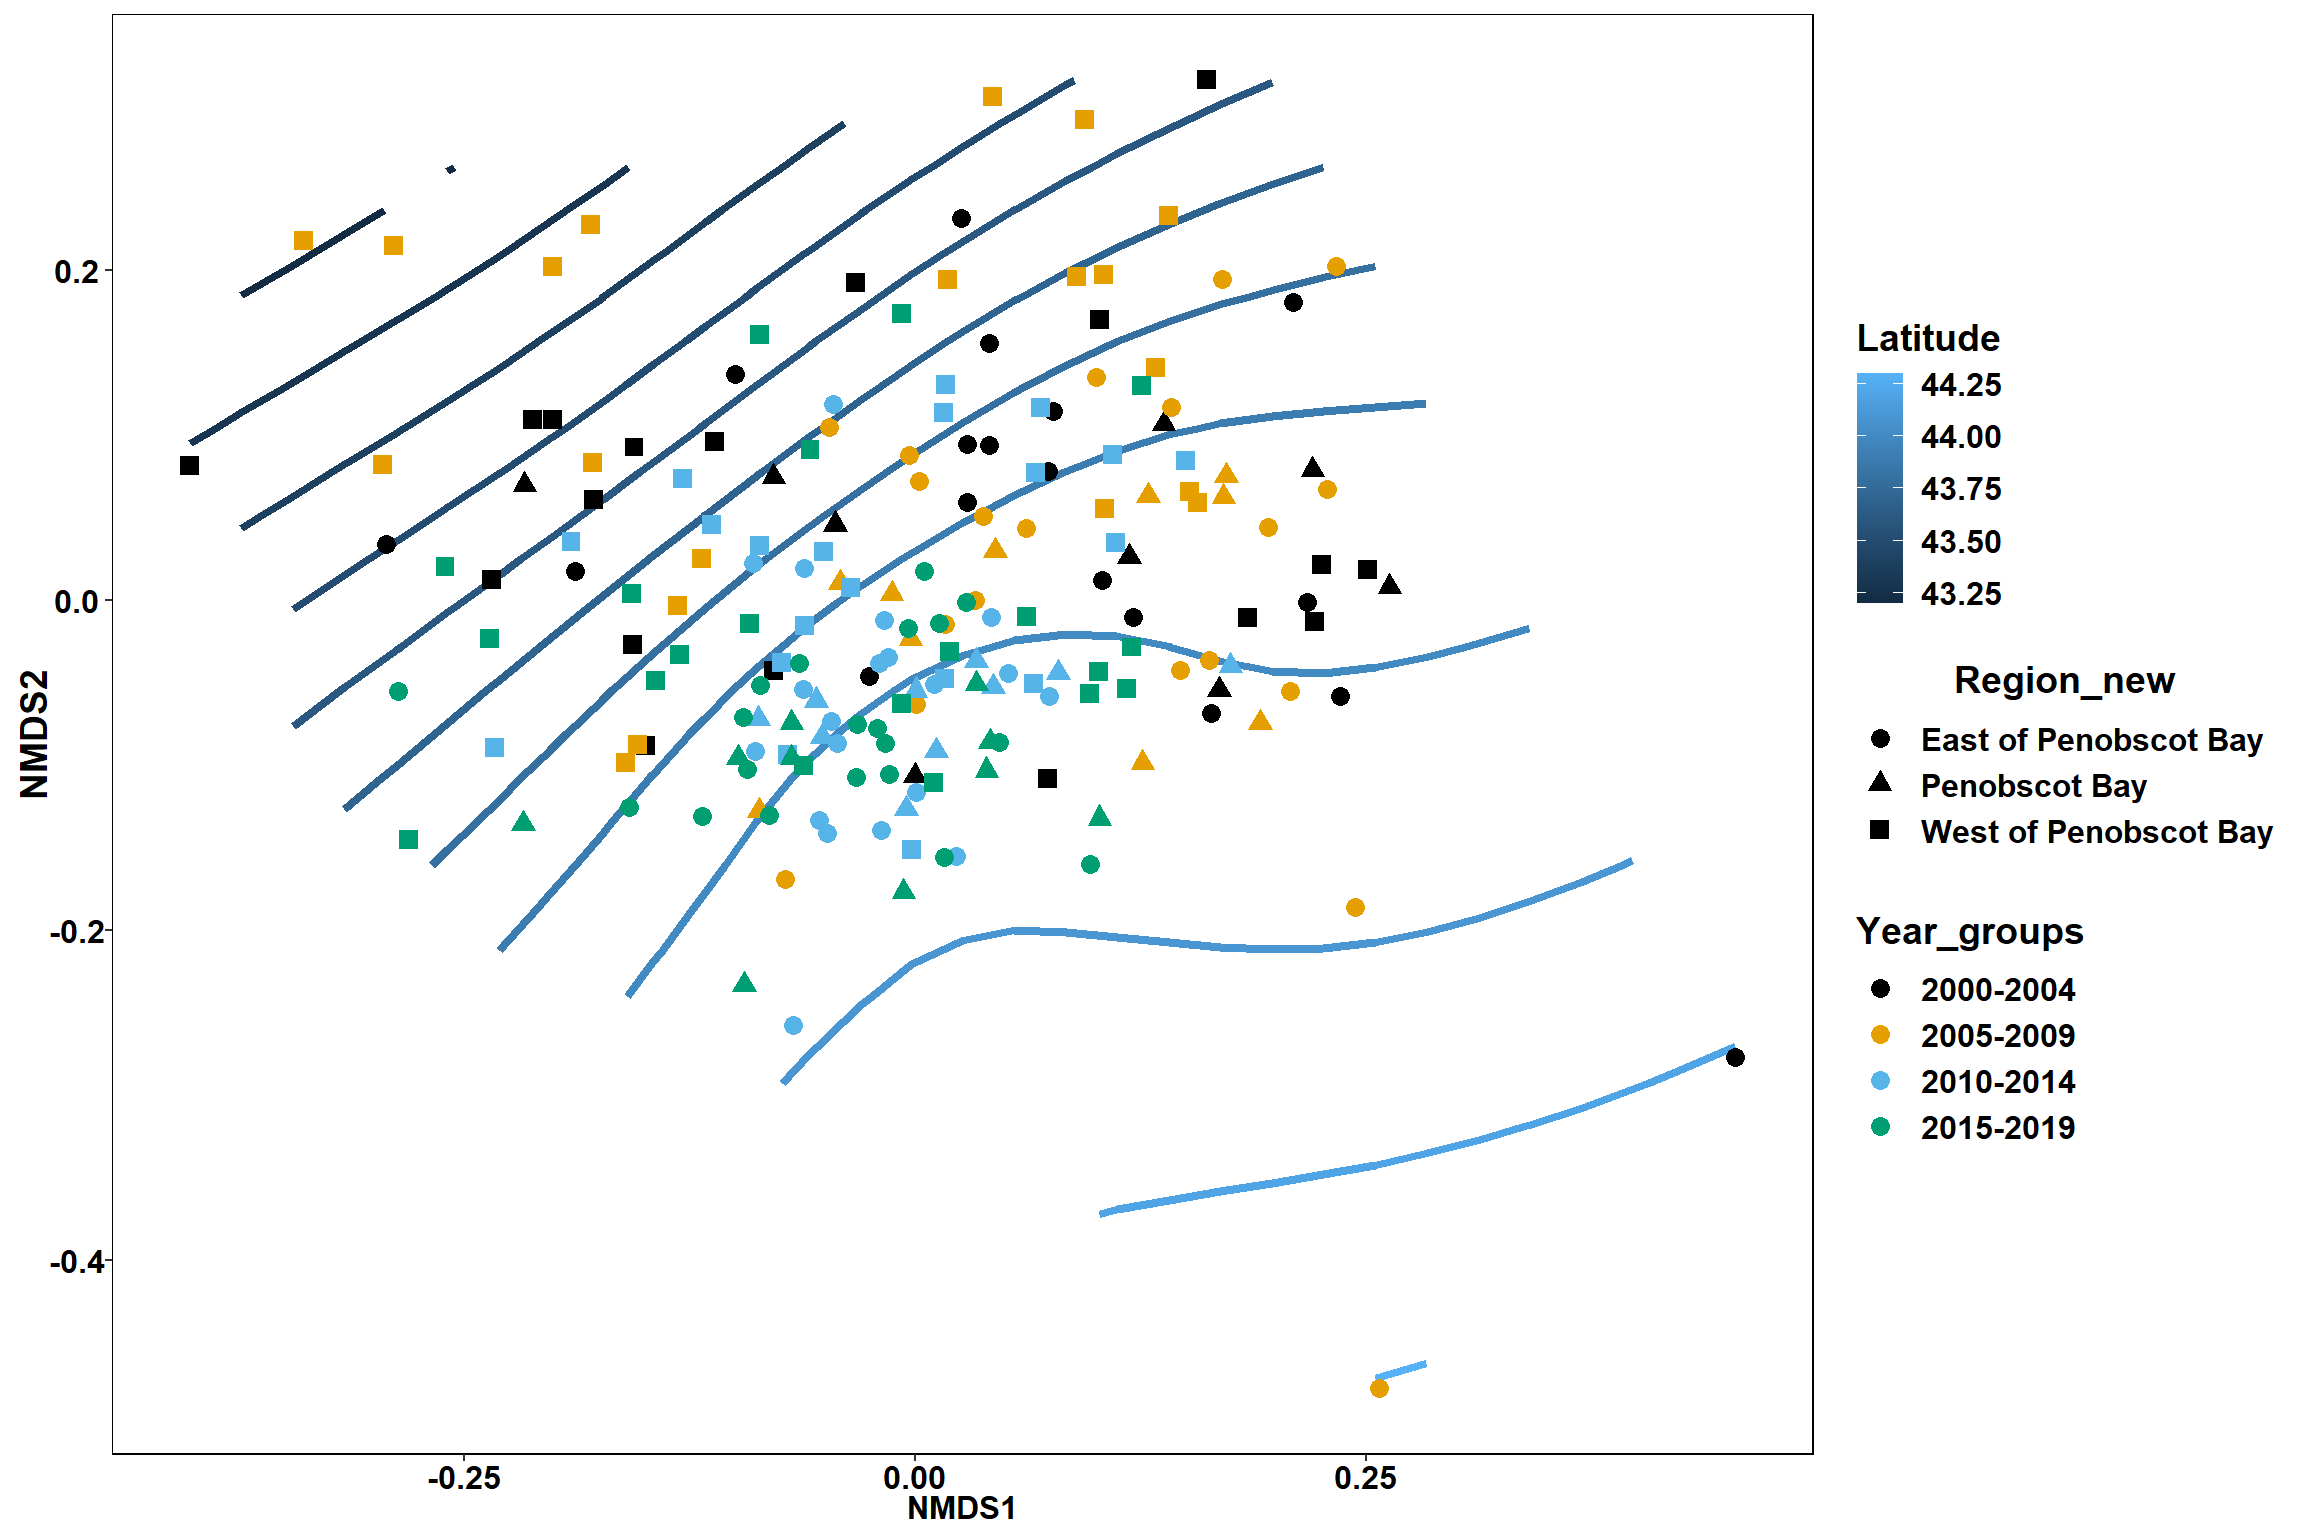 NMDS2
0.2
0.0
-0.2
-0.4
-0.25
0.00
0.25
NMDS1
Latitude
44.25
44.00
43.75
43.50
43.25
Region_new
East of Penobscot Bay
Penobscot Bay
West of Penobscot Bay
Year_groups
2000-2004
2005-2009
2010-2014
2015-2019